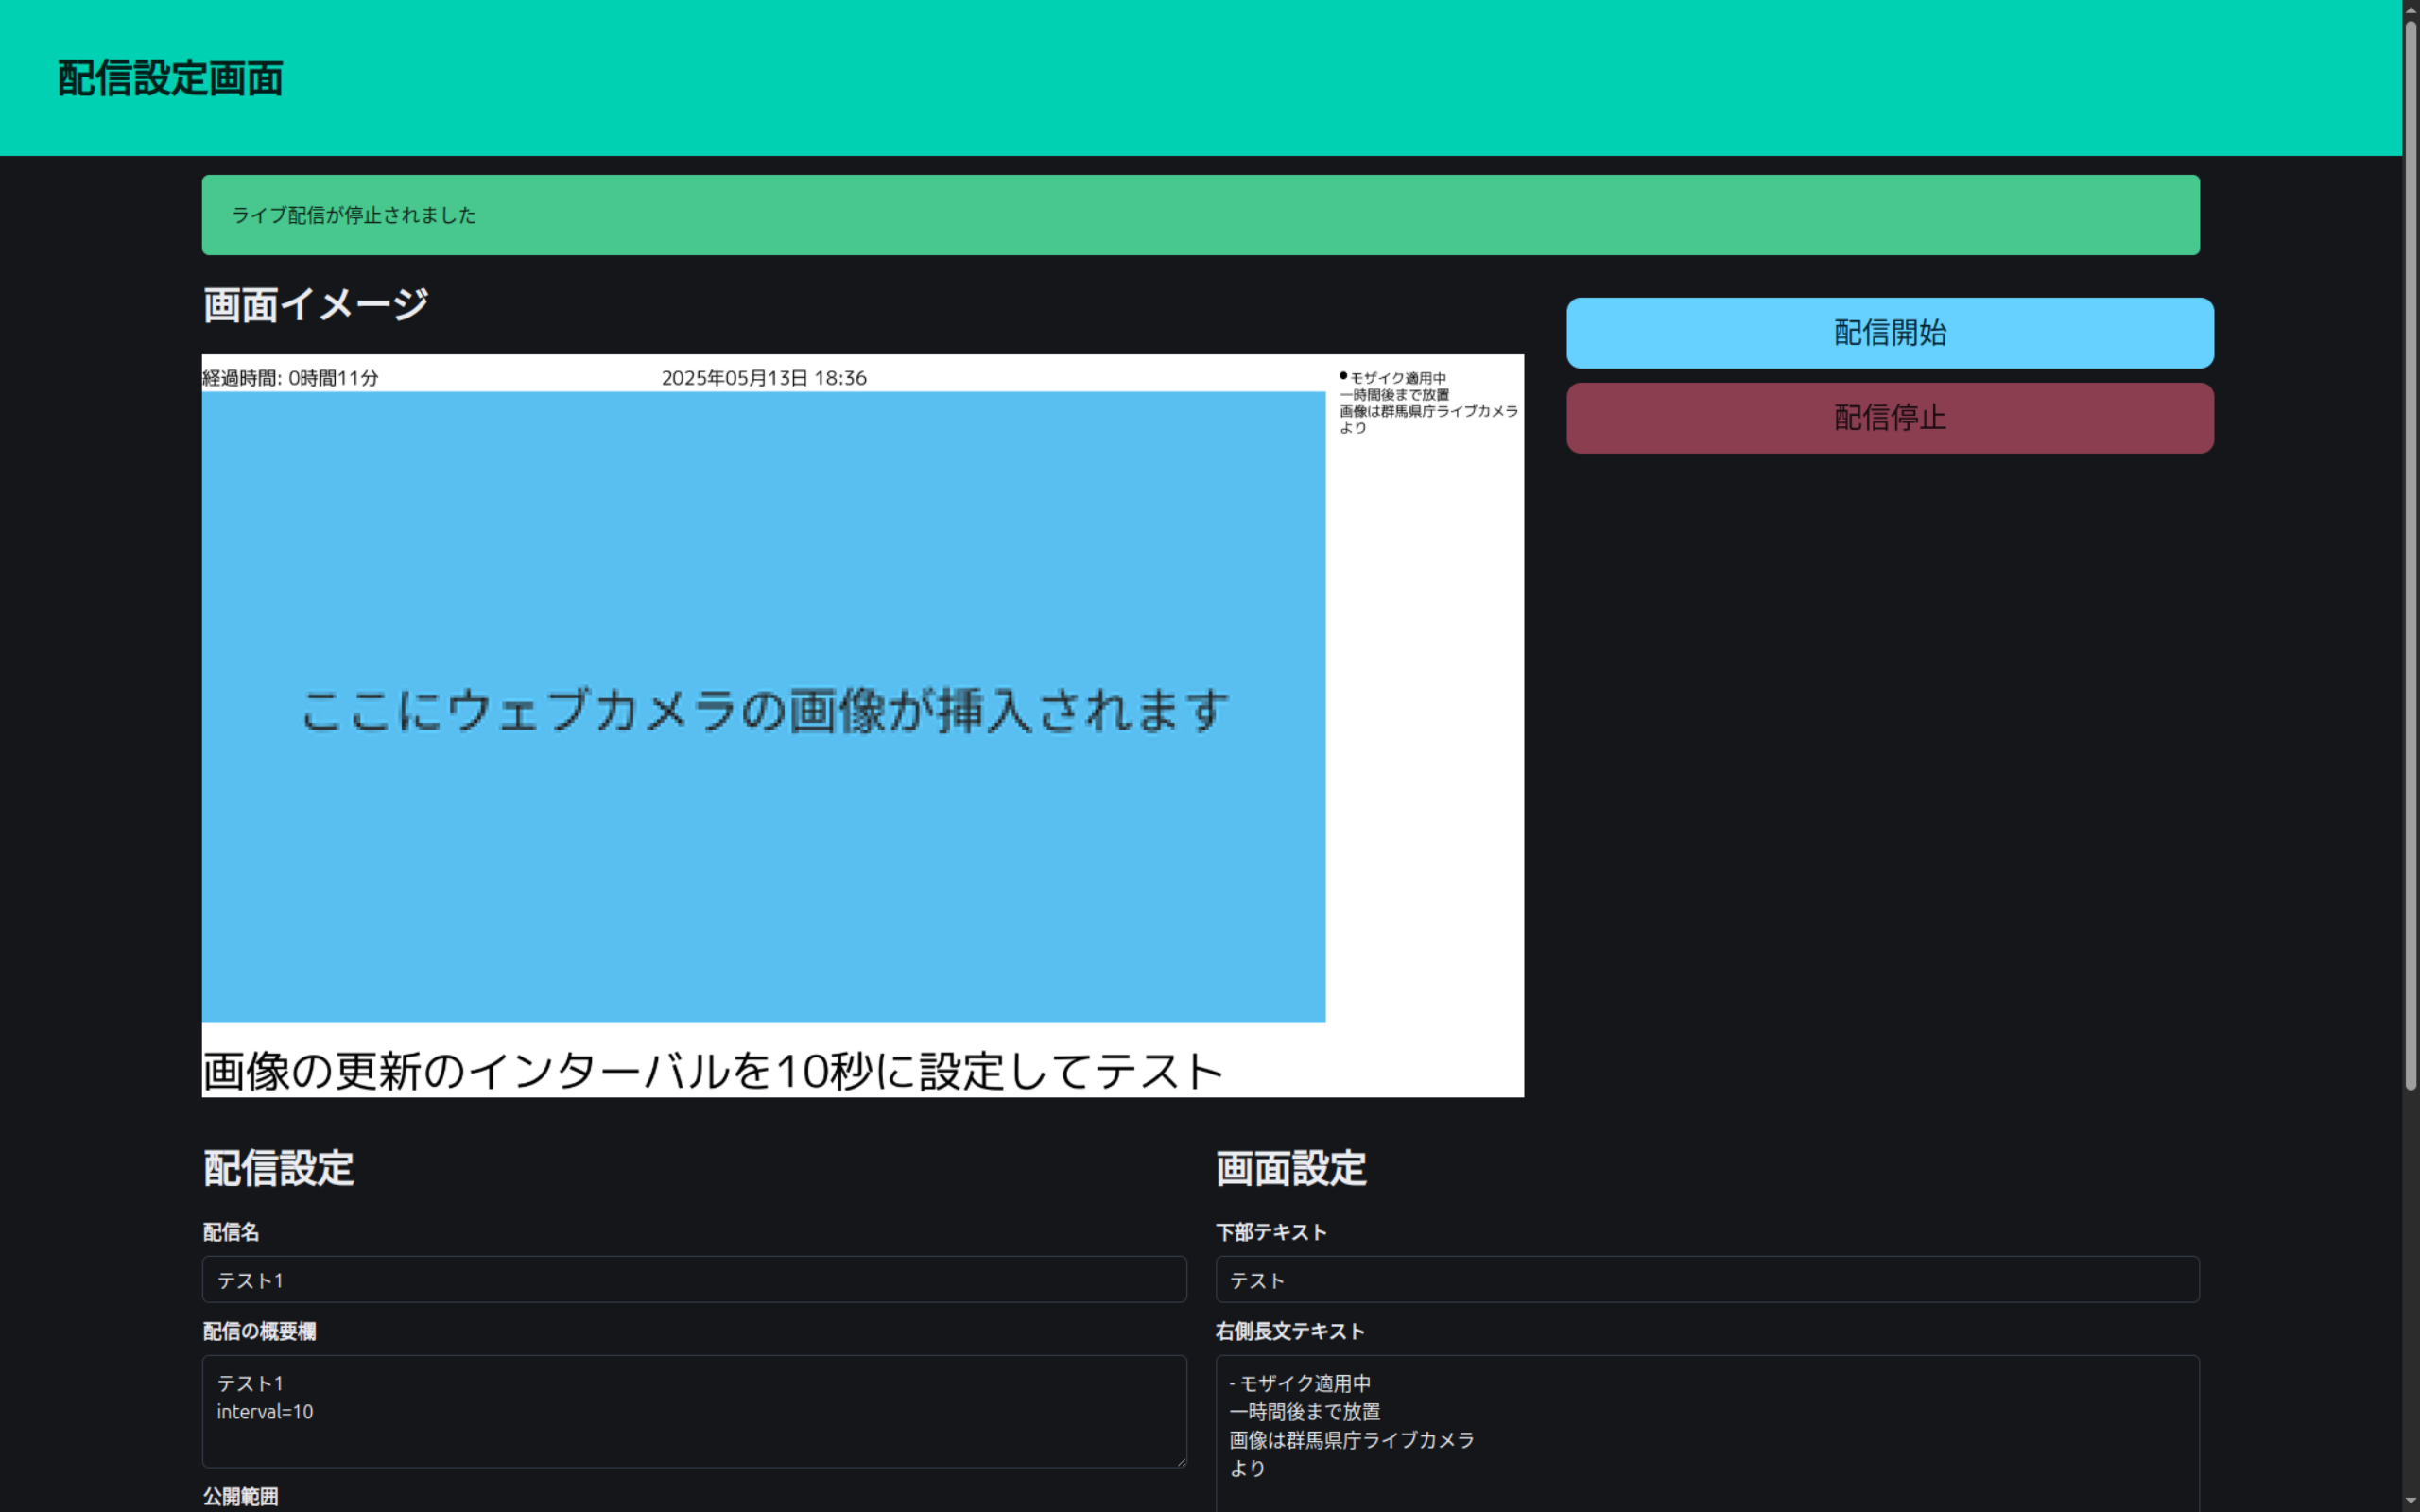 配信設定画面
ライブ配信が停止されました
画面イメージ
配信開始
配信停止
経過時間: 0時間11分
2025年05月13日 18:36
●モザイク適用中
一時間後まで放置
画像は群馬県庁ライブカメラ
より
ここにウェブカメラの画像が挿入されます
画像の更新のインターバルを10秒に設定してテスト
配信設定
配信名
テスト1
配信の概要欄
テスト1
interval=10
公開範囲
画面設定
下部テキスト
テスト
右側長文テキスト
- モザイク適用中
一時間後まで放置
画像は群馬県庁ライブカメラ
より